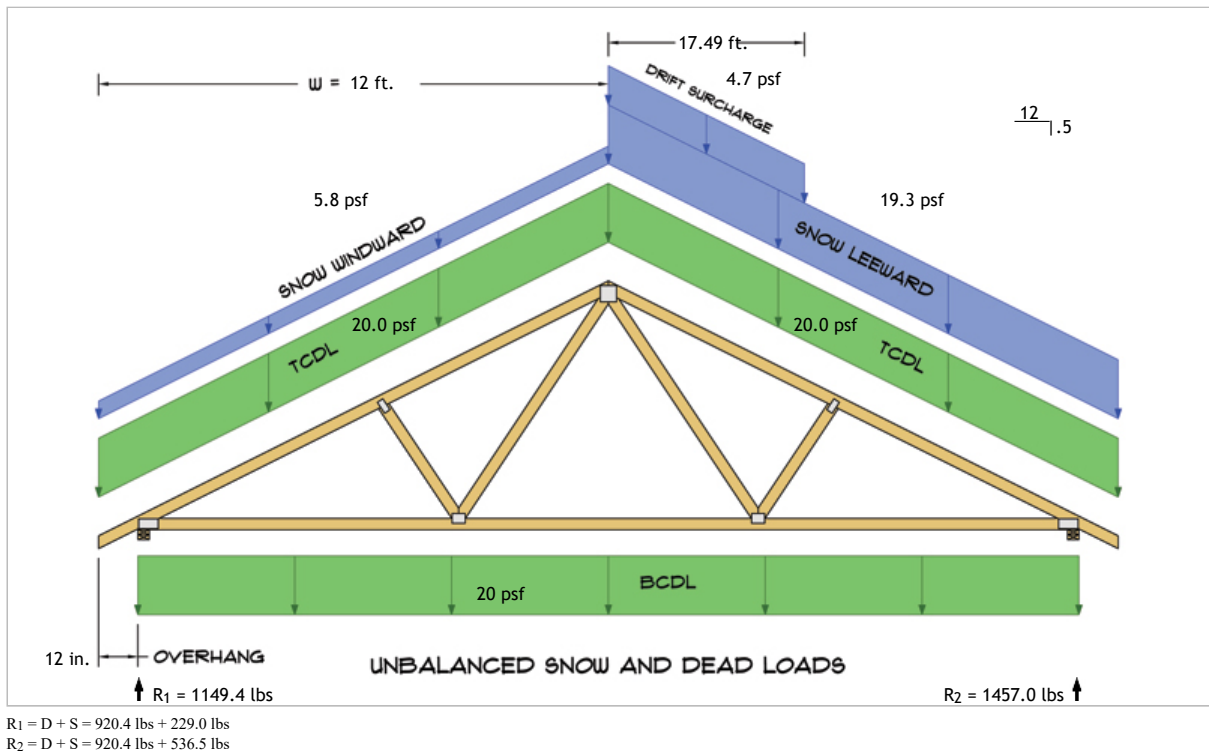 17.49 ft.
W = 12 ft.
DRIFT SURCHARGE
4.7 psf
12
.5
5.8 psf
19.3 psf
SNOW WINDWARD
SNOW LEEWARD
20.0 psf
20.0 psf
TCDL
TCDL
20 psf
BCDL
12 in.
OVERHANG
UNBALANCED SNOW AND DEAD LOADS
R1 = 1149.4 lbs
R2 = 1457.0 lbs
R1 = D + S = 920.4 lbs + 229.0 lbs
R2 = D + S = 920.4 lbs + 536.5 lbs